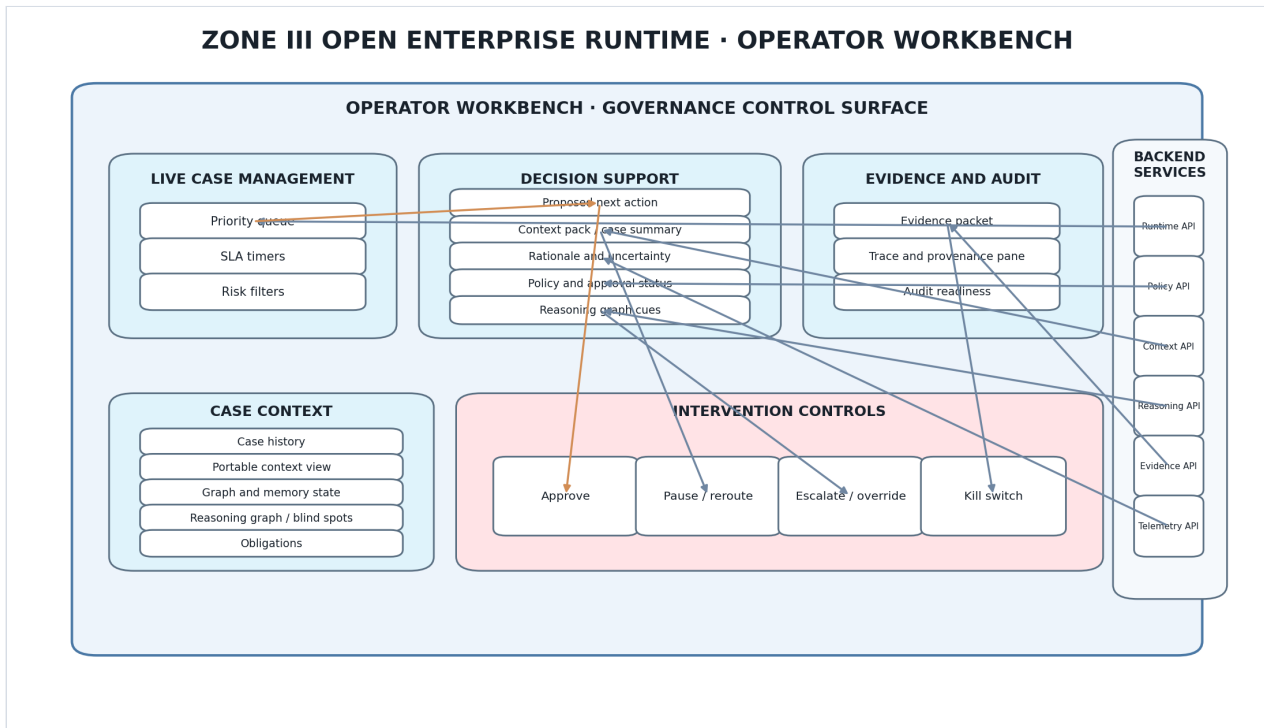 ZONE III OPEN ENTERPRISE RUNTIME · OPERATOR WORKBENCH
OPERATOR WORKBENCH · GOVERNANCE CONTROL SURFACE
LIVE CASE MANAGEMENT
Priority queue
SLA timers
Risk filters
DECISION SUPPORT
Proposed next action
Context pack / case summary
Rationale and uncertainty
Policy and approval status
Reasoning graph cues
EVIDENCE AND AUDIT
Evidence packet
Trace and provenance pane
Audit readiness
BACKEND
SERVICES
Runtime API
Policy API
Context API
Reasoning API
Evidence API
Telemetry API
CASE CONTEXT
Case history
Portable context view
Graph and memory state
Reasoning graph / blind spots
Obligations
INTERVENTION CONTROLS
Approve
Pause / reroute
Escalate / override
Kill switch